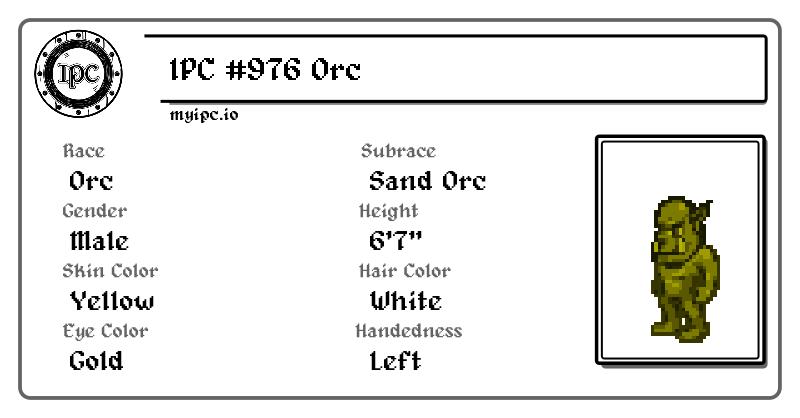 IPC
IPC #976 Orc
myipc.io
Race
Subrace
Orc
Sand Orc
Gender
Height
Male
6'7"
Skin Color
Hair Color
Yellow
White
Eye Color
Handedness
Gold
Left